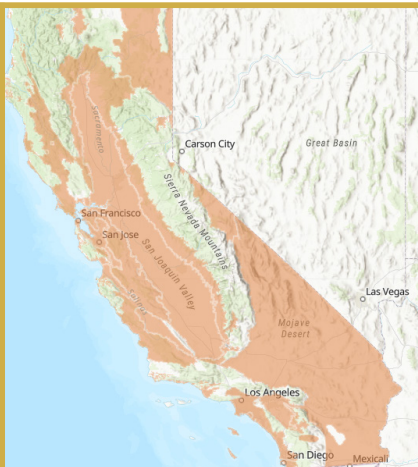 Sacramento
Carson City
Great Basin
Sierra Nevada Mountains
San Francisco
San Jose
San Joaquin Valley
Las Vegas
Mojave
Desert
Los Angeles
San Diego
Mexicali